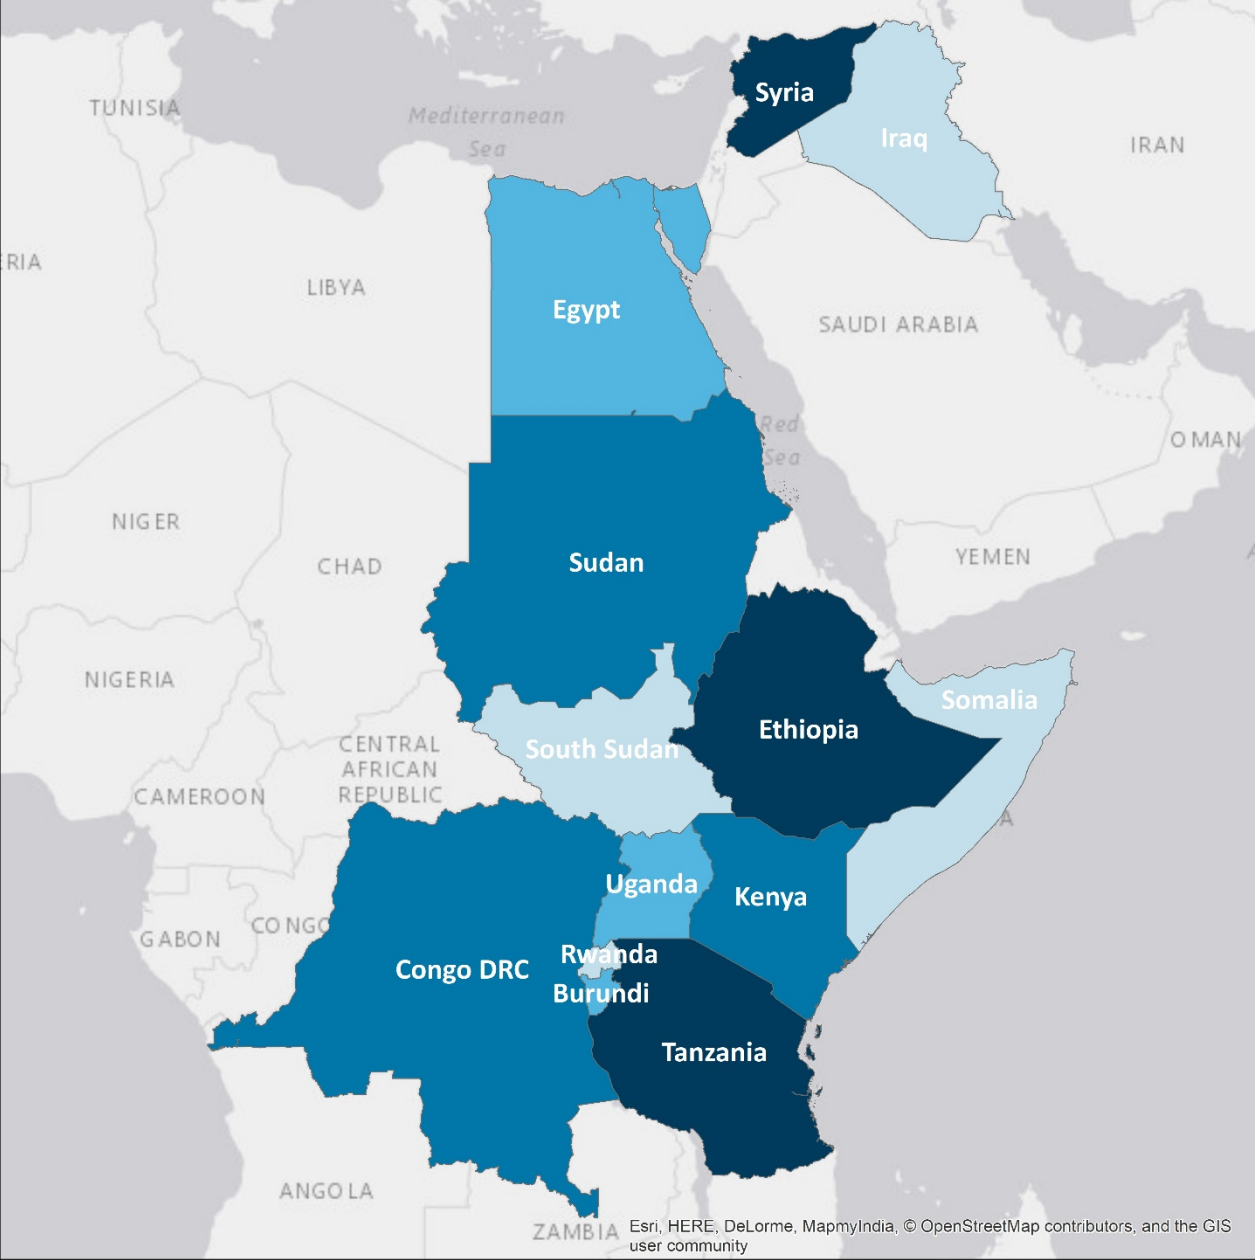 Syria
TUNISIA
Mediterranean
Sea
Iraq
IRAN
RIA
LIBYA
Egypt
SAUDI ARABIA
Red
Sea
OMAN
NIGER
CHAD
Sudan
YEMEN
NIGERIA
Somalia
Ethiopia
South Sudan
CENTRAL
AFRICAN
REPUBLIC
CAMEROON
A
Uganda
Kenya
CONGO
GABON
Rwanda
Congo DRC
Burundi
Tanzania
ANGOLA
ZAMBIA
Esri, HERE, DeLorme, MapmyIndia, © OpenStreetMap contributors, and the GIS
user community